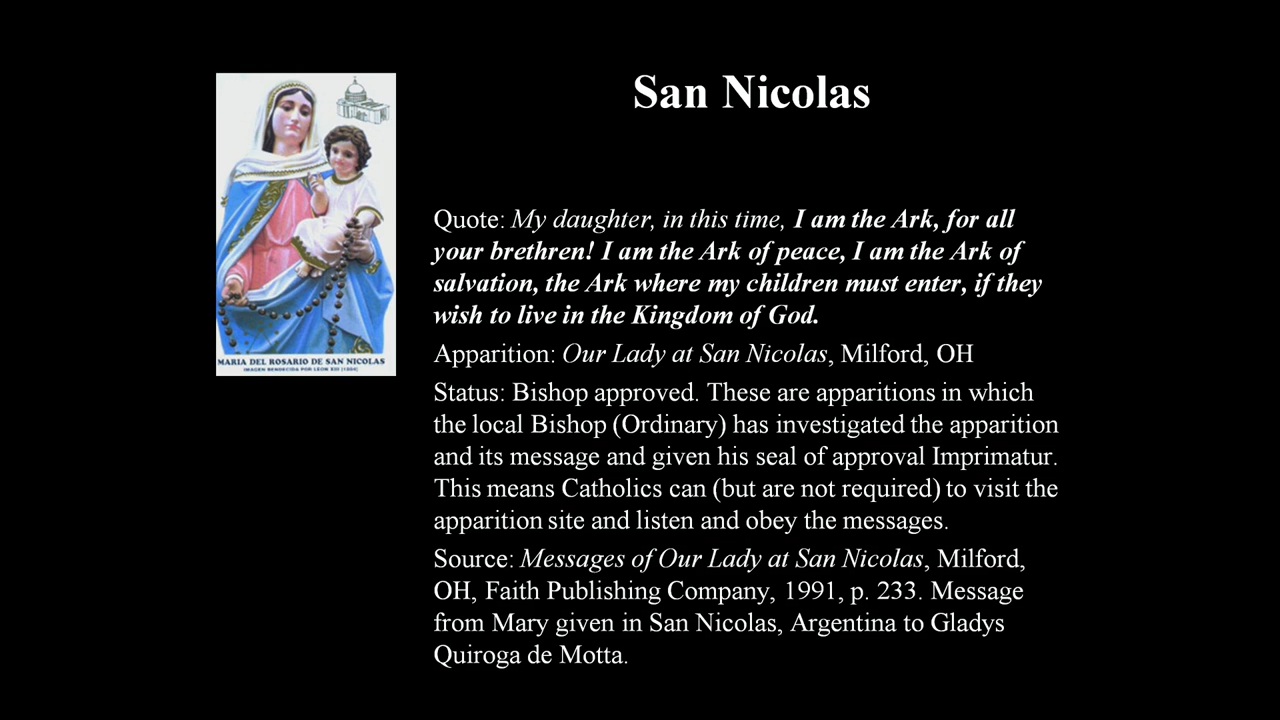 San Nicolas
MARIA DEL ROSARIO DE SAN NICOLAS
IMAGEN BENDECIDA POR LEON XIII (1884)
Quote: My daughter, in this time, I am the Ark, for all
your brethren! I am the Ark of peace, I am the Ark of
salvation, the Ark where my children must enter, if they
wish to live in the Kingdom of God.
Apparition: Our Lady at San Nicolas, Milford, OH
Status: Bishop approved. These are apparitions in which
the local Bishop (Ordinary) has investigated the apparition
and its message and given his seal of approval Imprimatur.
This means Catholics can (but are not required) to visit the
apparition site and listen and obey the messages.
Source: Messages of Our Lady at San Nicolas, Milford,
OH, Faith Publishing Company, 1991, p. 233. Message
from Mary given in San Nicolas, Argentina to Gladys
Quiroga de Motta.